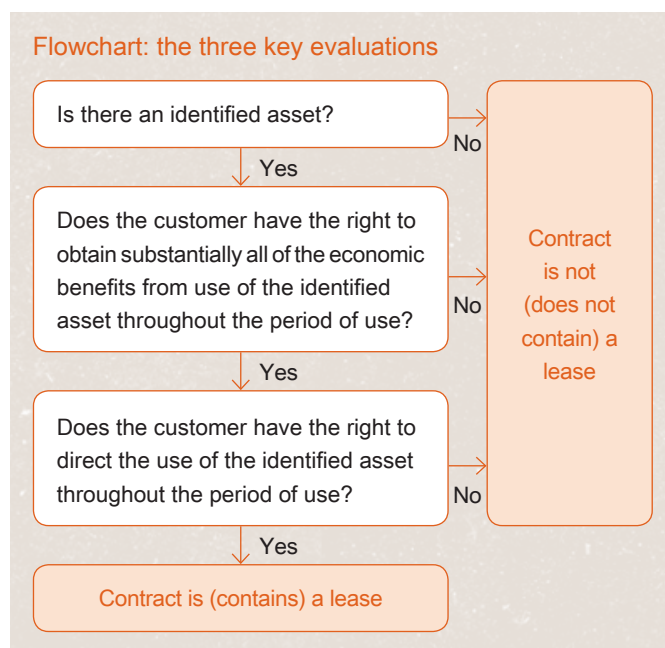 Flowchart: the three key evaluations
Is there an identified asset?
No
Yes
Does the customer have the right to
obtain substantially all of the economic
benefits from use of the identified
asset throughout the period of use?
No
Yes
Does the customer have the right to
direct the use of the identified asset
throughout the period of use?
No
Yes
Contract is (contains) a lease
Contract
is not
(does not
contain) a
lease